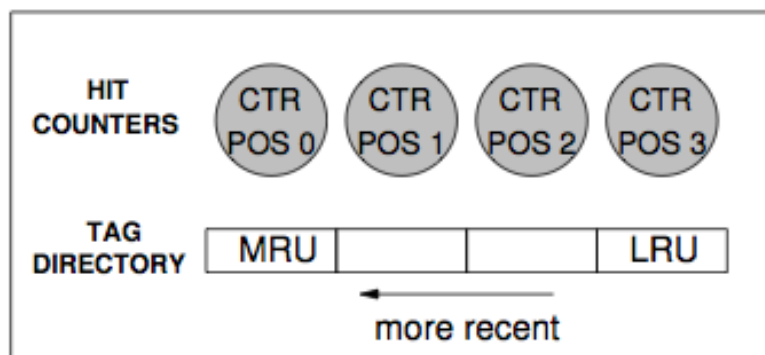 HIT
COUNTERS
CTR
POS 0
CTR
POS 1
CTR
POS 2
CTR
POS 3
TAG
DIRECTORY
MRU
LRU
more recent